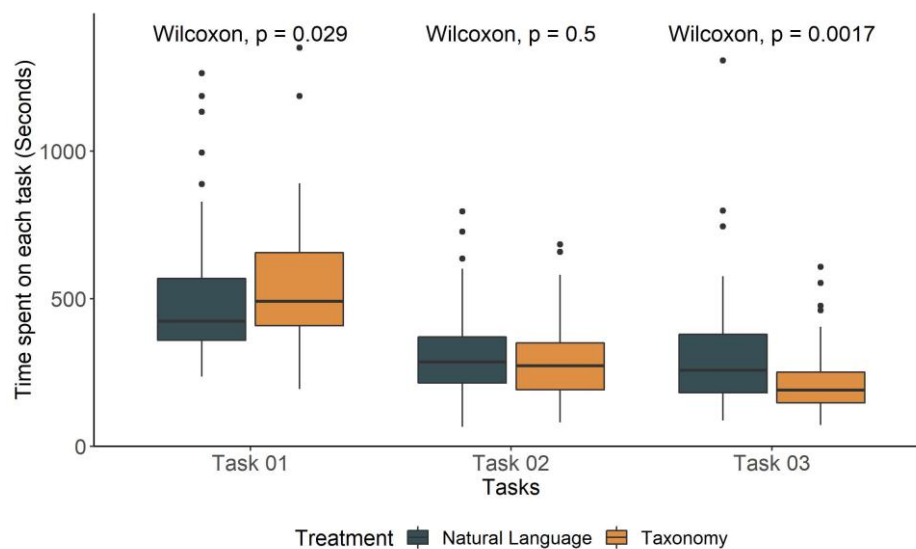 Wilcoxon, p = 0.029 Wilcoxon, p = 0.5 Wilcoxon, p = 0.0017
Time spent on each task (Seconds)
1000
500
0
Task 01 Task 02 Task 03
Tasks
Treatment Natural Language Taxonomy